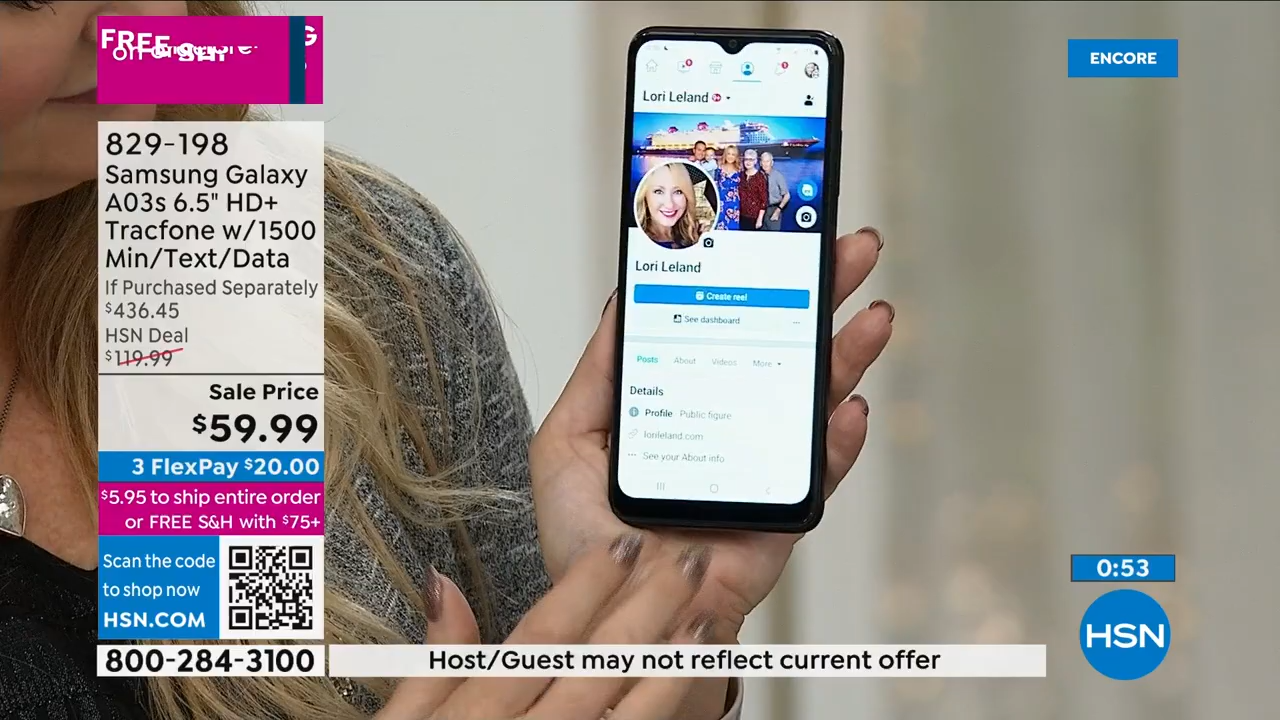 FREE
off
829-198
Samsung Galaxy
A03s 6.5" HD+
Tracfone w/1500
Min/Text/Data
If Purchased Separately
$436.45
HSN Deal
$119.99
Sale Price
$59.99
3 FlexPay $20.00
$5.95 to ship entire order
or FREE S&H with $75+
Scan the code
to shop now
HSN.COM
800-284-3100
Host/Guest may not reflect current offer
ENCORE
0:53
HSN
Lori Leland
Lori Leland
Create reel
See dashboard
Posts About Videos More
Details
Profile Public figure
lorileland.com
See your About info